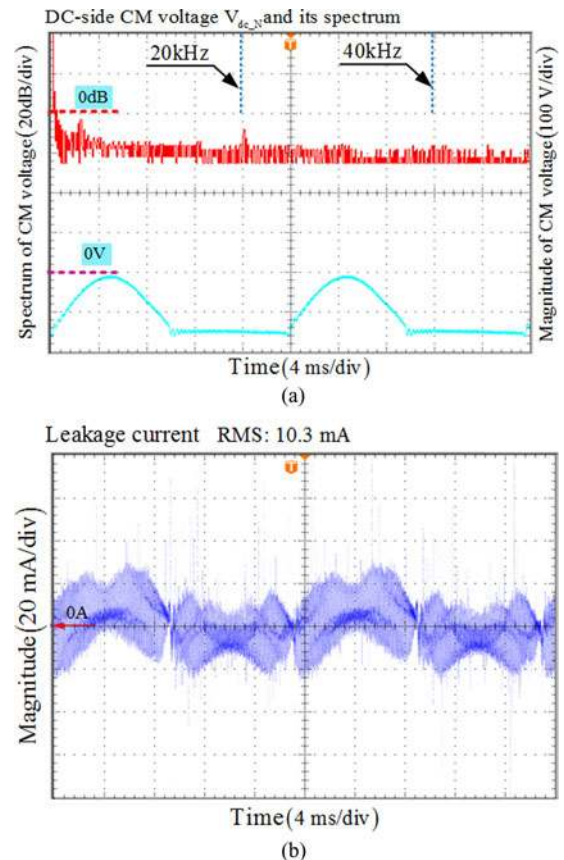 DC-side CM voltage V_dc_N and its spectrum
20kHz
40kHz
T
0dB
0V
Spectrum of CM voltage(20dB/div)
Magnitude of CM voltage(100 V/div)
Time(4 ms/div)
(a)
Leakage current RMS: 10.3 mA
T
0A
Magnitude(20 mA/div)
Time(4 ms/div)
(b)